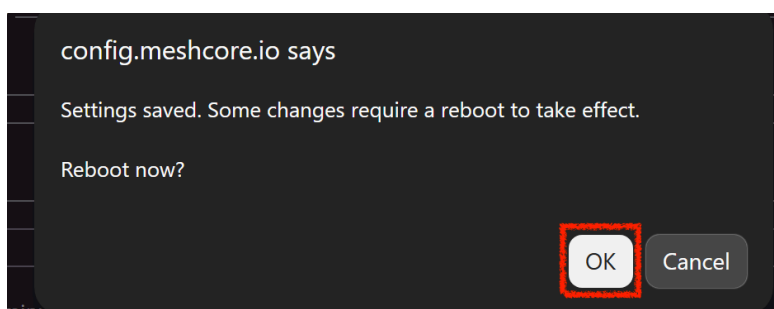 config.meshcore.io says
Settings saved. Some changes require a reboot to take effect.
Reboot now?
OK
Cancel